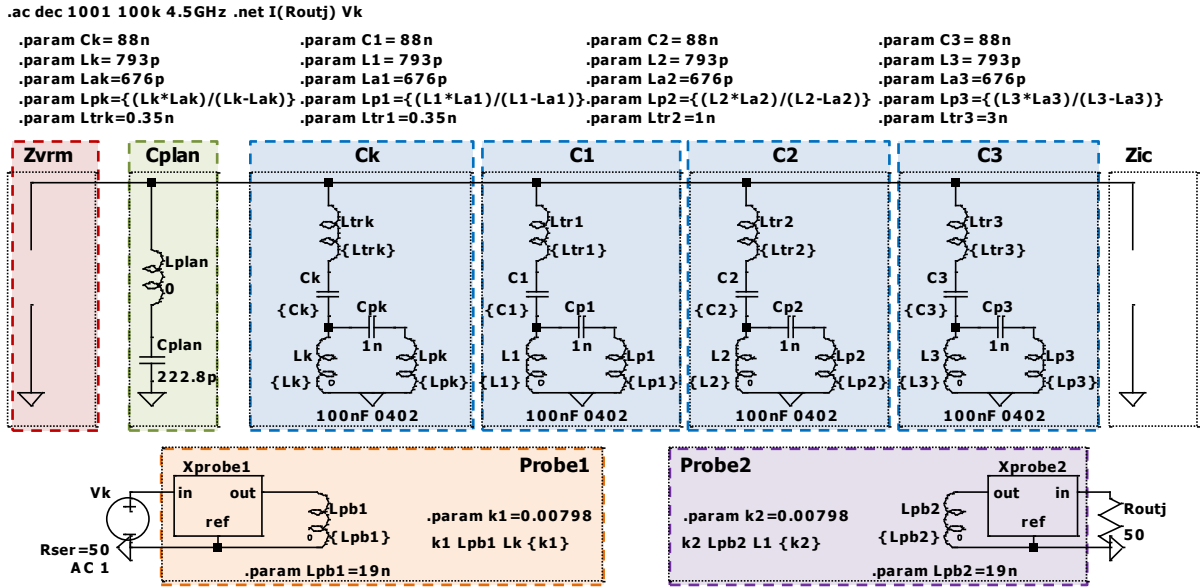 .ac dec 1001 100k 4.5GHz .net I(Routj) Vk
.param Ck=88n
.param Lk=793p
.param Lak=676p
.param Lpk={(Lk*Lak)/(Lk-Lak)}
.param Ltrk=0.35n
.param C1=88n
.param L1=793p
.param La1=676p
.param Lp1={(L1*La1)/(L1-La1)}
.param Ltr1=0.35n
.param C2=88n
.param L2=793p
.param La2=676p
.param Lp2={(L2*La2)/(L2-La2)}
.param Ltr2=1n
.param C3=88n
.param L3=793p
.param La3=676p
.param Lp3={(L3*La3)/(L3-La3)}
.param Ltr3=3n
Zvrm
Cplan
Lplan
0
Cplan
222.8p
Ck
Ltrk
{Ltrk}
Ck
{Ck}
Cpk
1n
Lk
{Lk}
Lpk
{Lpk}
100nF 0402
C1
Ltr1
{Ltr1}
C1
{C1}
Cp1
1n
L1
{L1}
Lp1
{Lp1}
100nF 0402
C2
Ltr2
{Ltr2}
C2
{C2}
Cp2
1n
L2
{L2}
Lp2
{Lp2}
100nF 0402
C3
Ltr3
{Ltr3}
C3
{C3}
Cp3
1n
L3
{L3}
Lp3
{Lp3}
100nF 0402
Zic
Probe1
Xprobe1
Vk
in out
ref
Rser=50
AC 1
Lpb1
{Lpb1}
.param k1=0.00798
k1 Lpb1 Lk {k1}
.param Lpb1=19n
Probe2
Xprobe2
.param k2=0.00798
k2 Lpb2 L1 {k2}
Lpb2
{Lpb2}
out in
ref
Routj
50
.param Lpb2=19n